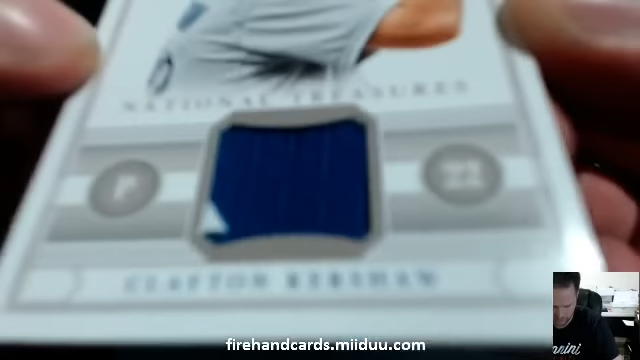 NATIONAL TREASURES
P
22
CLAYTON KERSHAW
firehandcards.miiduu.com